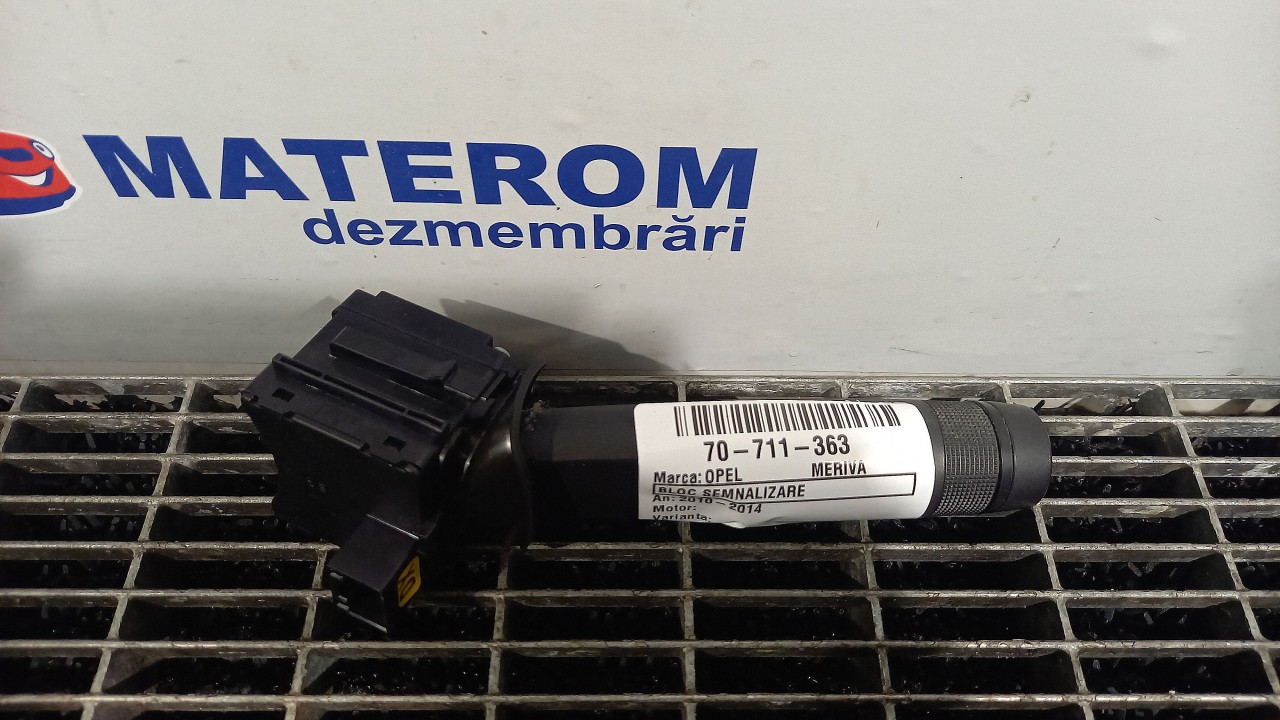 MATEROM
dezmembrări
70-711-363
Marca: OPEL MERIVA
BLOC SEMNALIZARE
An: 2010 - 2014
Motor:
Varianta: